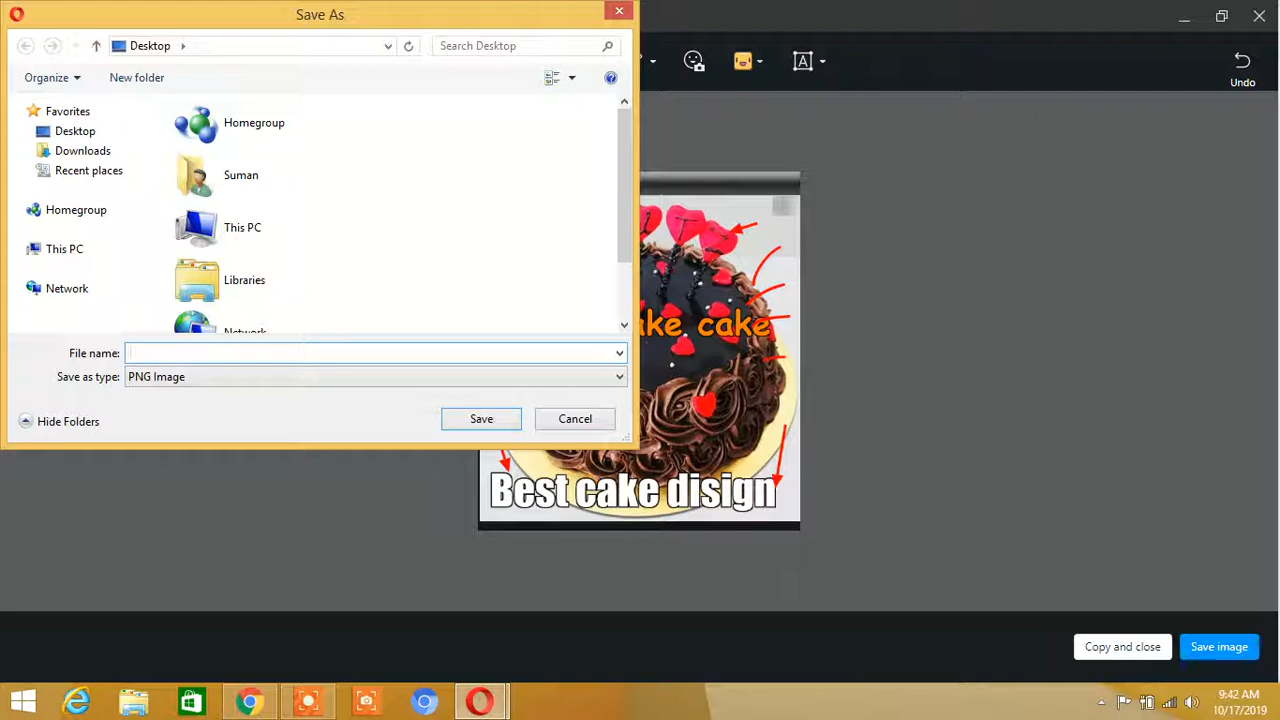 Save As
Desktop
Search Desktop
Organize
New folder
Undo
Favorites
Desktop
Downloads
Recent places
Homegroup
This PC
Network
Homegroup
Suman
This PC
Libraries
Network
File name:
Save as type:
PNG Image
Hide Folders
Save
Cancel
ke cake
Best cake disign
Copy and close
Save image
9:42 AM
10/17/2019